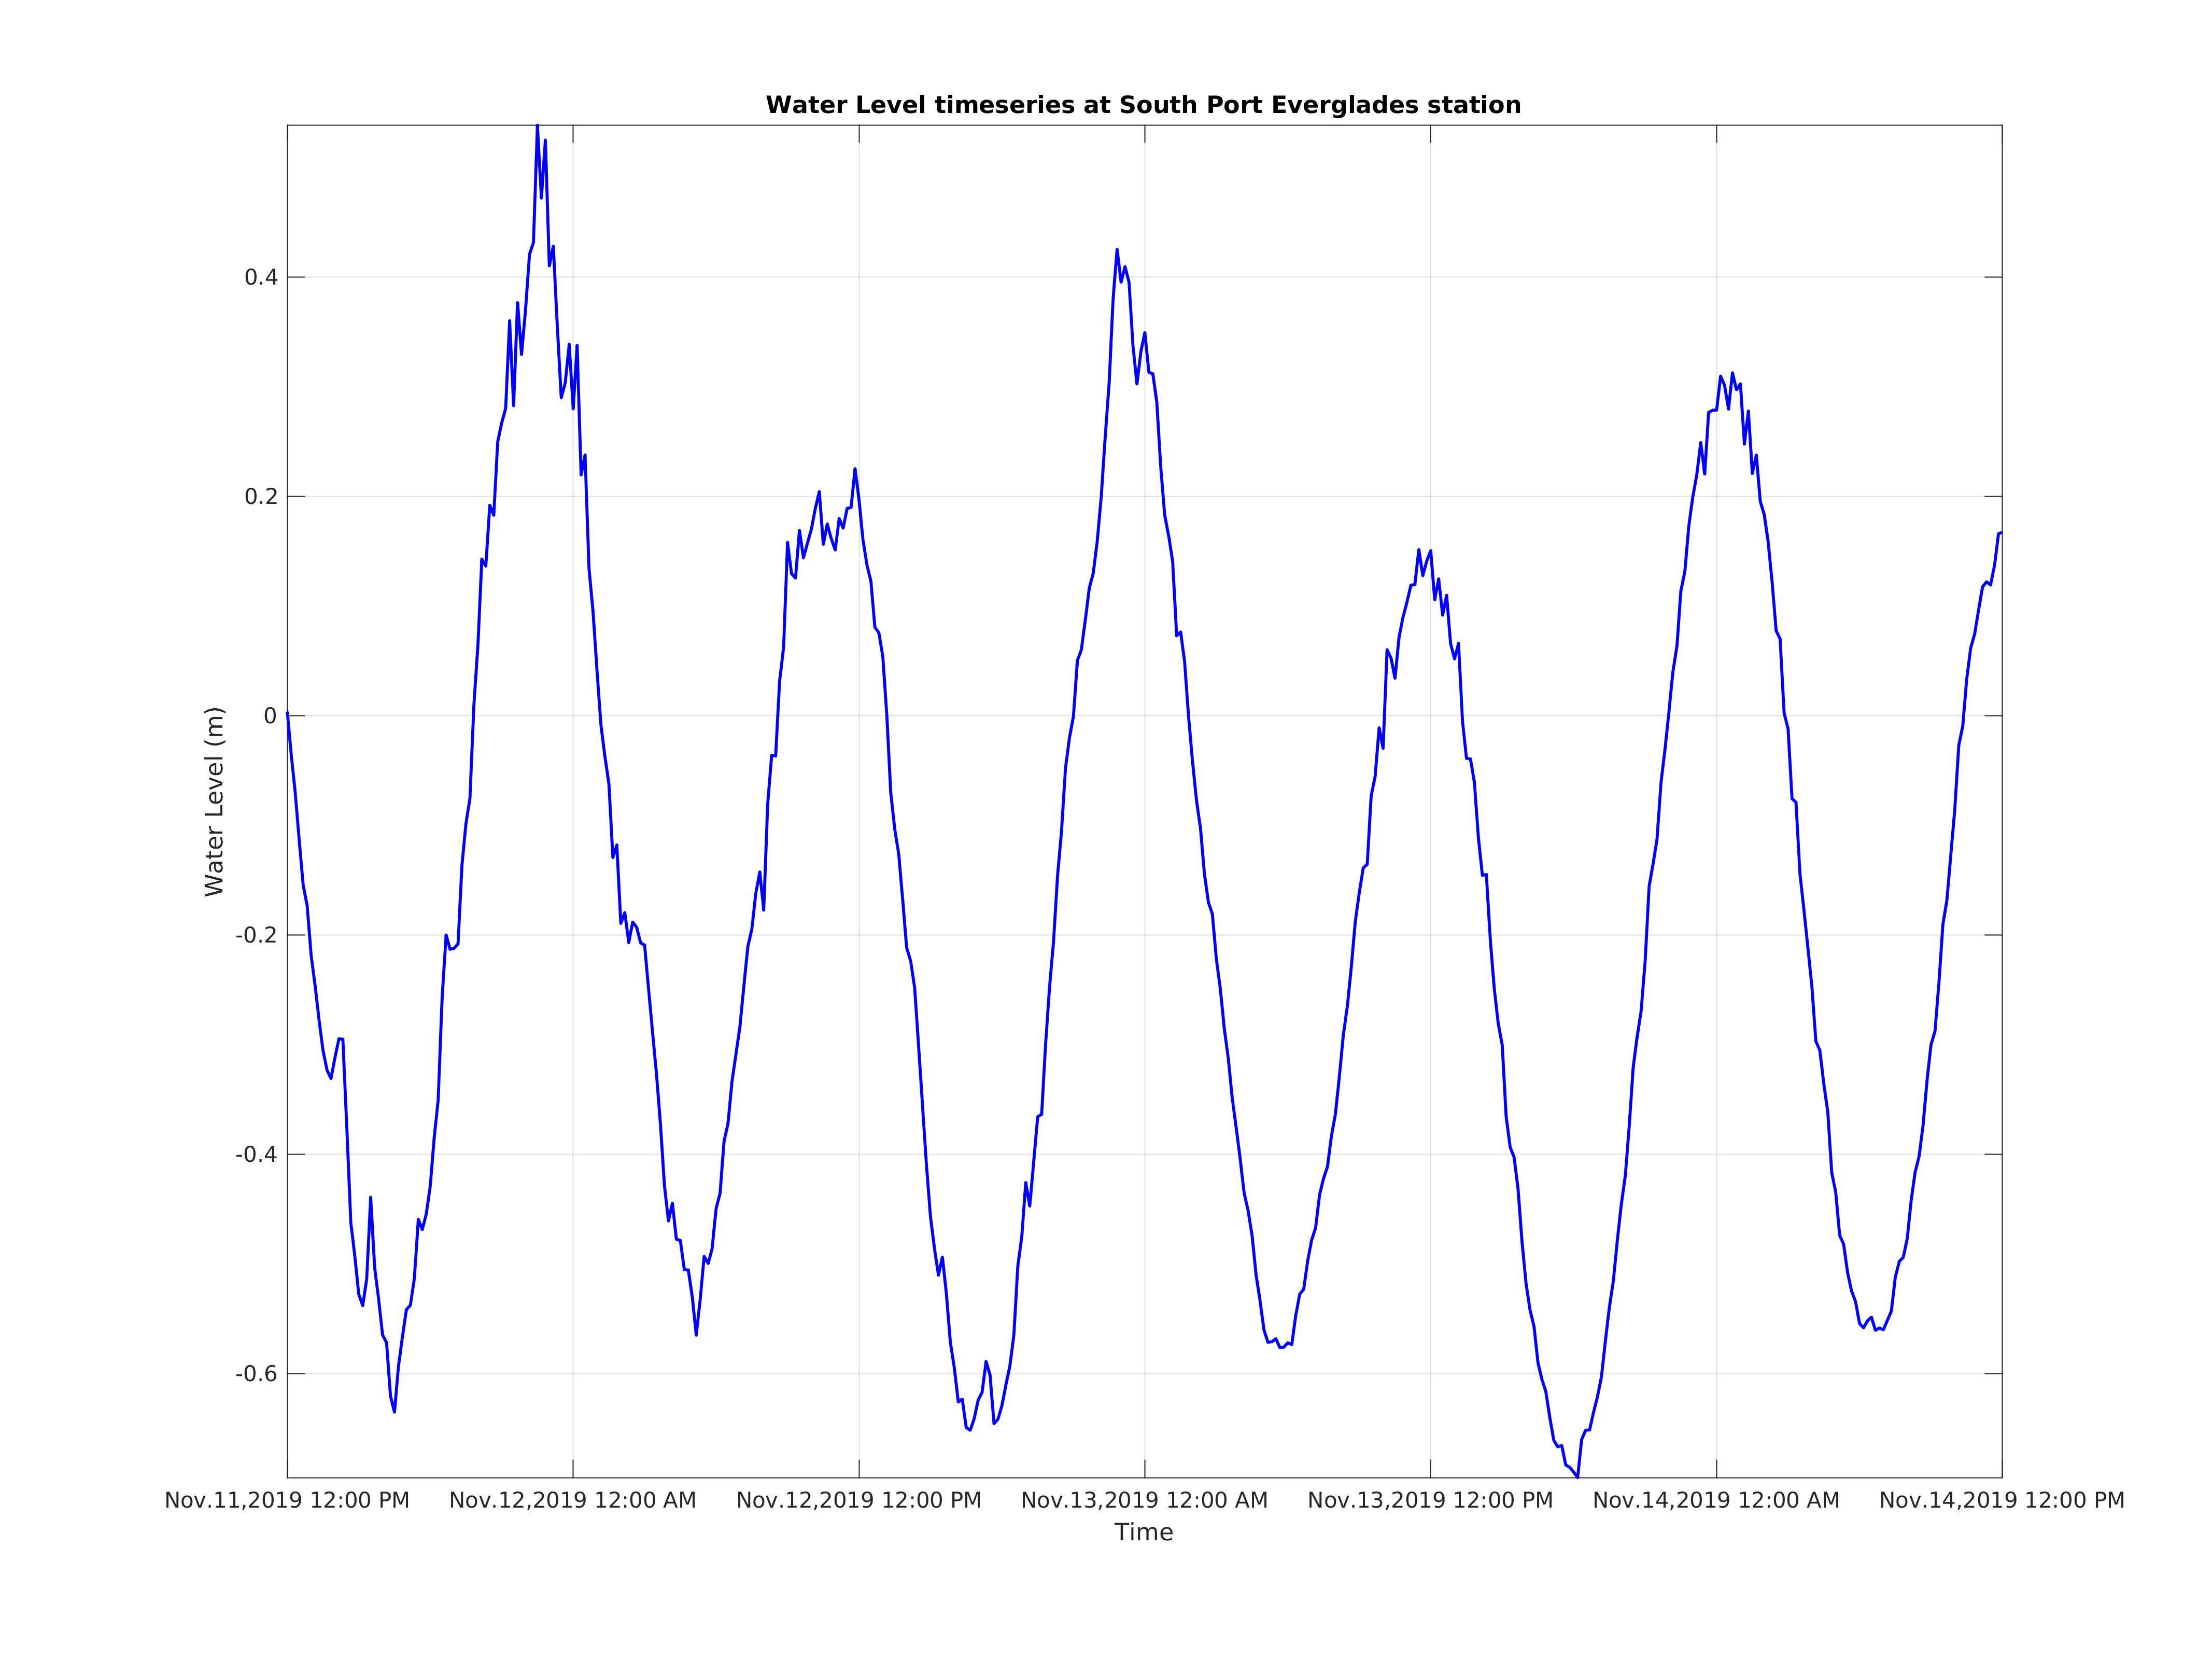 Water Level timeseries at South Port Everglades station
0.4
0.2
0
-0.2
-0.4
-0.6
Water Level (m)
Nov.11,2019 12:00 PM Nov.12,2019 12:00 AM Nov.12,2019 12:00 PM Nov.13,2019 12:00 AM Nov.13,2019 12:00 PM Nov.14,2019 12:00 AM Nov.14,2019 12:00 PM
Time